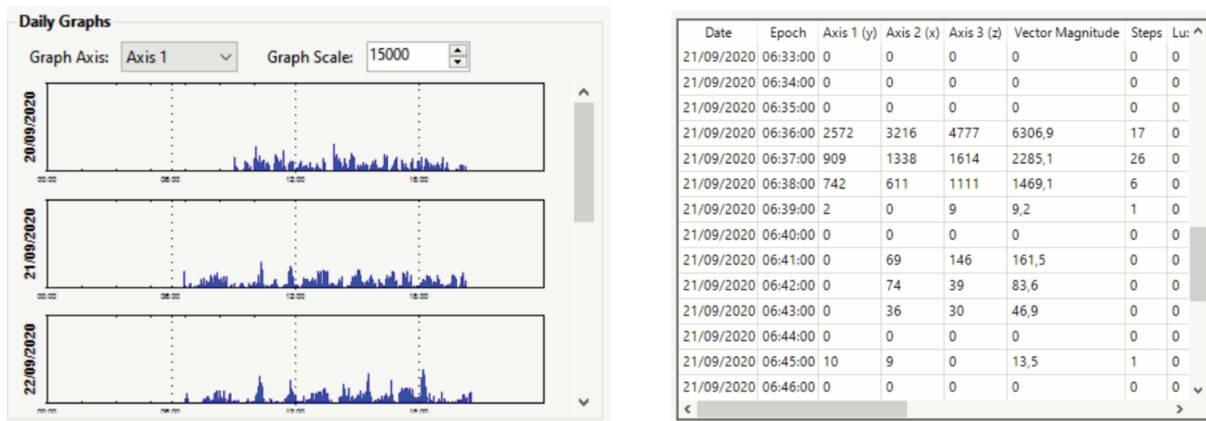 Daily Graphs
Graph Axis: Axis 1 Graph Scale: 15000
20/09/2020
00:00 06:00 12:00 18:00
21/09/2020
00:00 06:00 12:00 18:00
22/09/2020
00:00 06:00 12:00 18:00
Date Epoch Axis 1 (y) Axis 2 (x) Axis 3 (z) Vector Magnitude Steps Lu
21/09/2020 06:33:00 0 0 0 0 0 0
21/09/2020 06:34:00 0 0 0 0 0 0
21/09/2020 06:35:00 0 0 0 0 0 0
21/09/2020 06:36:00 2572 3216 4777 6306,9 17 0
21/09/2020 06:37:00 909 1338 1614 2285,1 26 0
21/09/2020 06:38:00 742 611 1111 1469,1 6 0
21/09/2020 06:39:00 2 0 9 9,2 1 0
21/09/2020 06:40:00 0 0 0 0 0 0
21/09/2020 06:41:00 0 69 146 161,5 0 0
21/09/2020 06:42:00 0 74 39 83,6 0 0
21/09/2020 06:43:00 0 36 30 46,9 0 0
21/09/2020 06:44:00 0 0 0 0 0 0
21/09/2020 06:45:00 10 9 0 13,5 1 0
21/09/2020 06:46:00 0 0 0 0 0 0